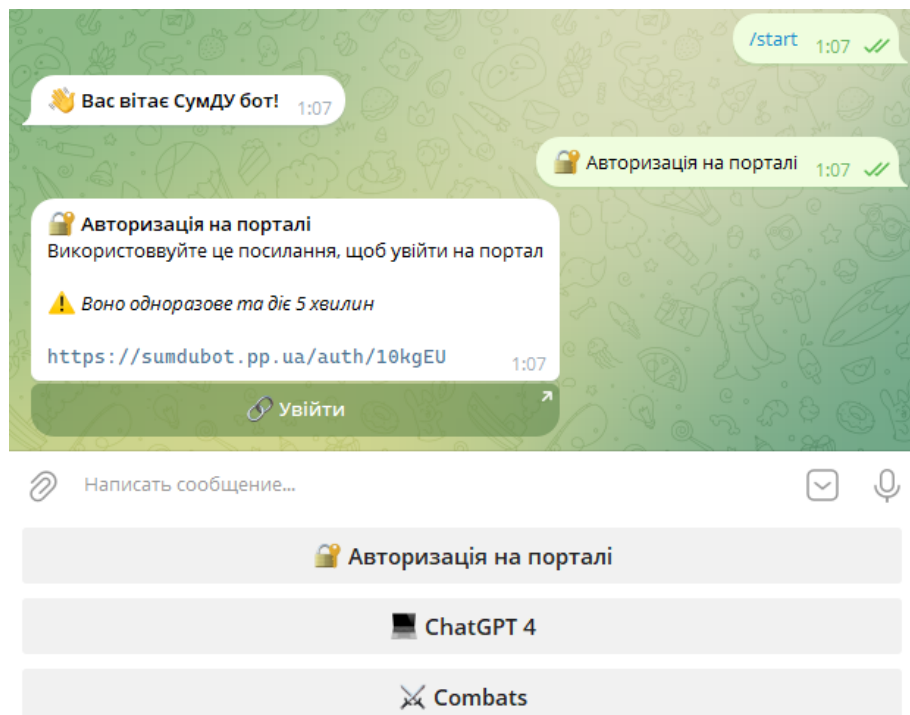 /start 1:07
👋 Вас вітає СумДУ бот! 1:07
🔐 Авторизація на порталі 1:07
🔐 Авторизація на порталі
Використоввуйте це посилання, щоб увійти на портал
⚠️ Воно одноразове та діє 5 хвилин
https://sumdubot.pp.ua/auth/10kgEU 1:07
🔗 Увійти
Написать сообщение...
🔐 Авторизація на порталі
💻 ChatGPT 4
⚔️ Combats